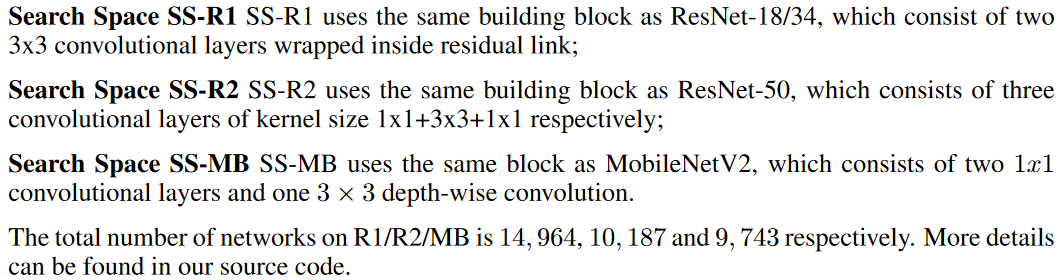 Search Space SS-R1 SS-R1 uses the same building block as ResNet-18/34, which consist of two
3x3 convolutional layers wrapped inside residual link;
Search Space SS-R2 SS-R2 uses the same building block as ResNet-50, which consists of three
convolutional layers of kernel size 1x1+3x3+1x1 respectively;
Search Space SS-MB SS-MB uses the same block as MobileNetV2, which consists of two 1x1
convolutional layers and one 3 × 3 depth-wise convolution.
The total number of networks on R1/R2/MB is 14, 964, 10, 187 and 9, 743 respectively. More details
can be found in our source code.